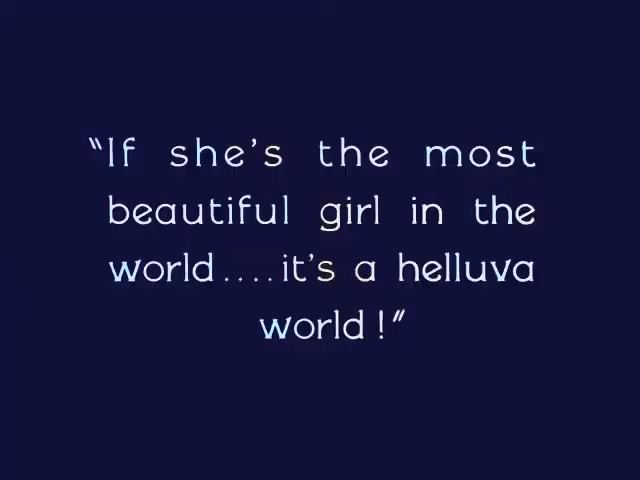 “If she's the most
beautiful girl in the
world....it's a helluva
world!”